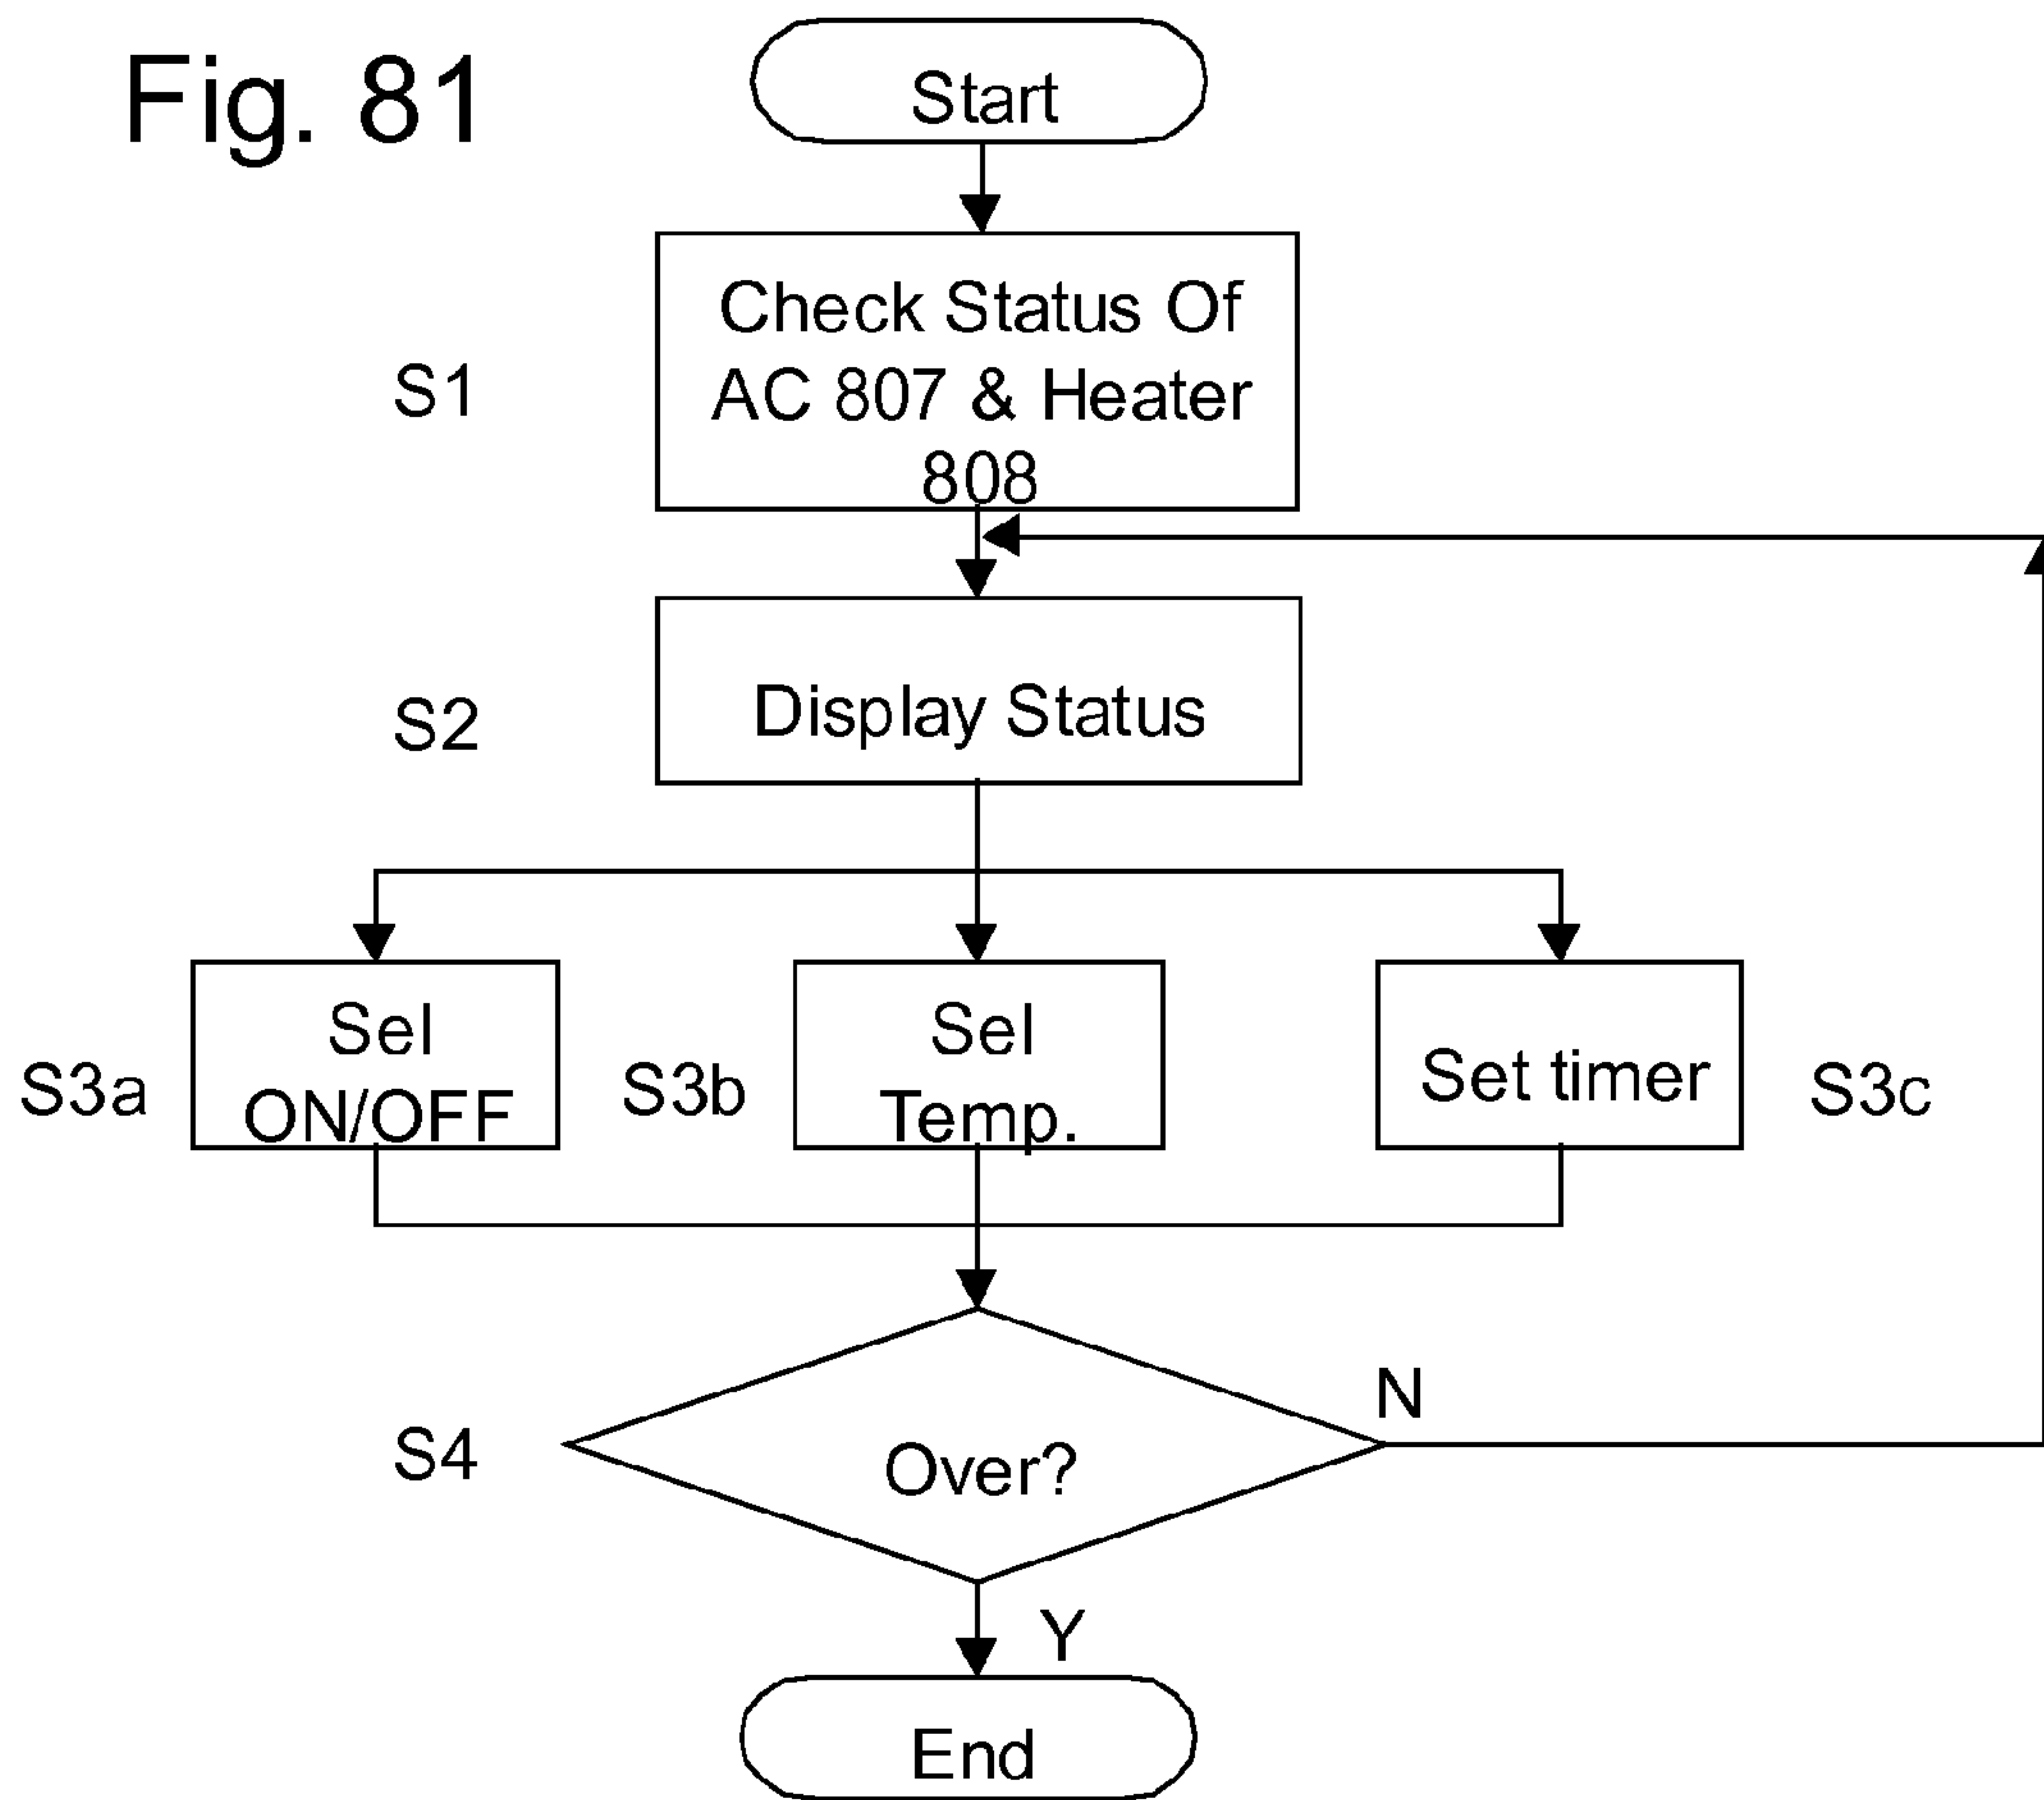 Fig. 81
Start
S1
Check Status Of
AC 807 & Heater
808
S2
Display Status
S3a
Sel
ON/OFF
S3b
Sel
Temp.
Set timer
S3c
S4
Over?
N
Y
End